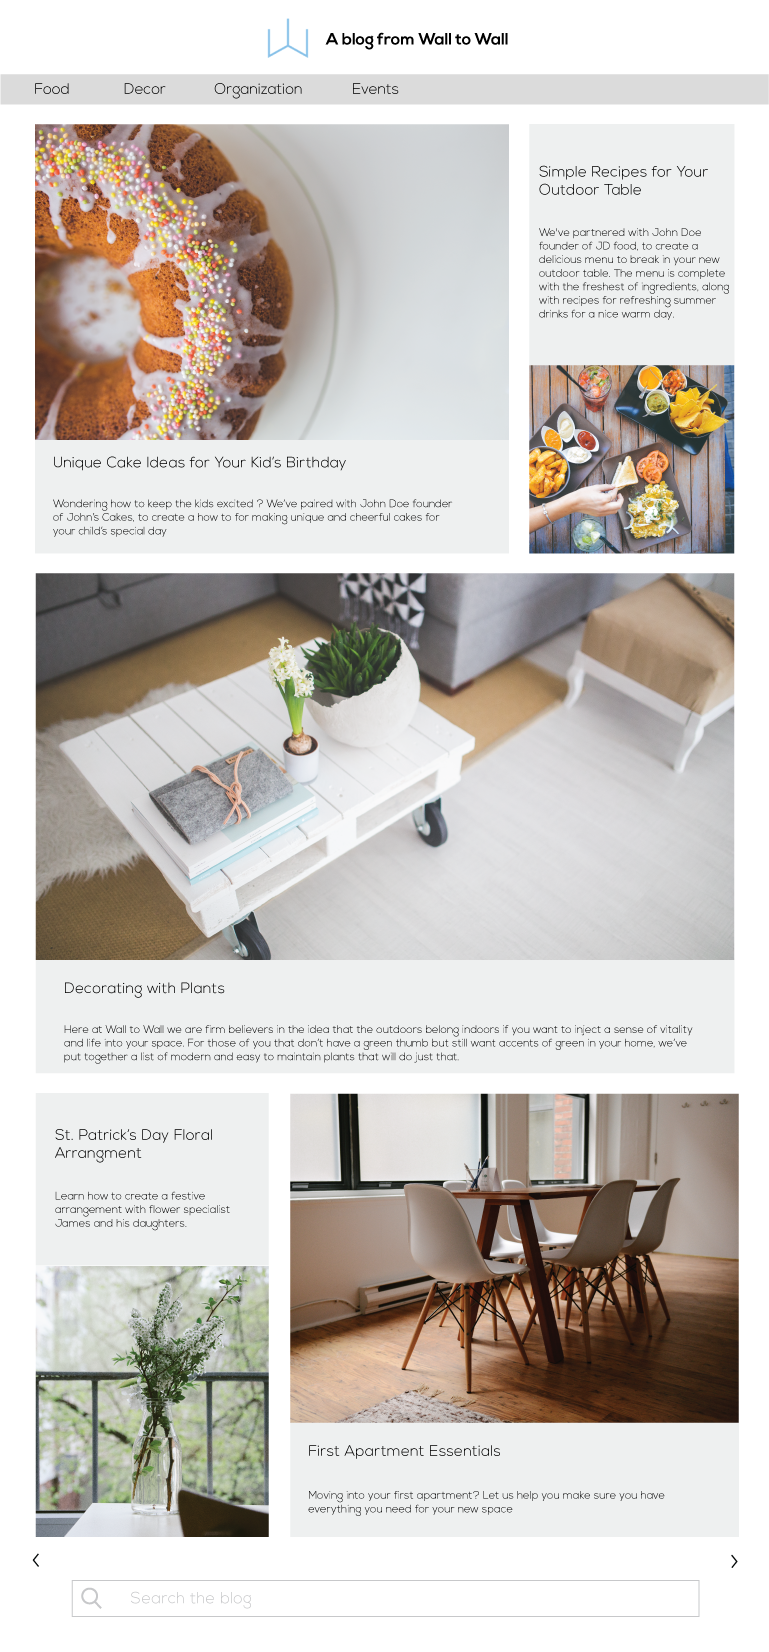 A blog from Wall to Wall
Food
Decor
Organization
Events
Unique Cake Ideas for Your Kid's Birthday
Wondering how to keep the kids excited ? We've paired with John Doe founder
of John's Cakes, to create a how to for making unique and cheerful cakes for
your child's special day
Simple Recipes for Your
Outdoor Table
We've partnered with John Doe
founder of JD food, to create a
delicious menu to break in your new
outdoor table. The menu is complete
with the freshest of ingredients, along
with recipes for refreshing summer
drinks for a nice warm day.
Decorating with Plants
Here at Wall to Wall we are firm believers in the idea that the outdoors belong indoors if you want to inject a sense of vitality
and life into your space. For those of you that don't have a green thumb but still want accents of green in your home, we've
put together a list of modern and easy to maintain plants that will do just that.
St. Patrick's Day Floral
Arrangment
Learn how to create a festive
arrangement with flower specialist
James and his daughters.
First Apartment Essentials
Moving into your first apartment? Let us help you make sure you have
everything you need for your new space
Search the blog